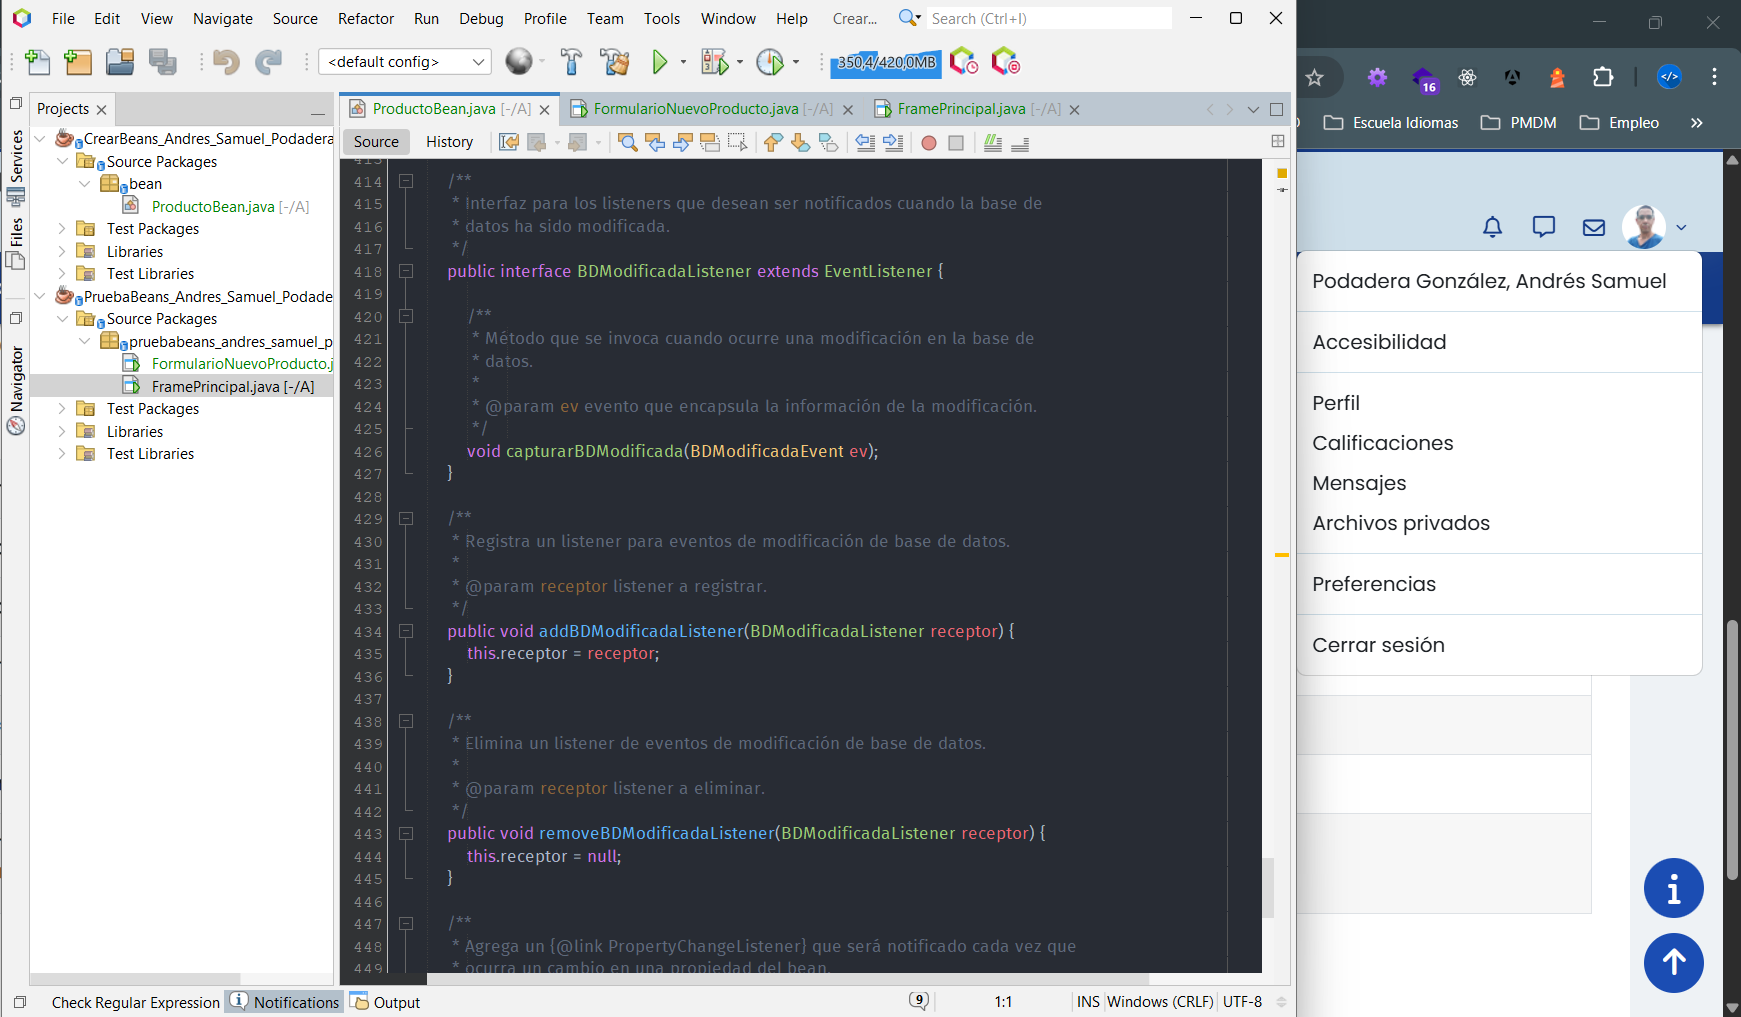 File Edit View Navigate Source Refactor Run Debug Profile Team Tools Window Help Crear... Search (Ctrl+I)
<default config>
350,4/420,0MB
16
Escuela Idiomas PMDM Empleo »
Projects
ProductoBean.java [-/A] FormularioNuevoProducto.java [-/A] FramePrincipal.java [-/A]
Source History
Services
Files
Navigator
CrearBeans_Andres_Samuel_Podadera
Source Packages
bean
ProductoBean.java [-/A]
Test Packages
Libraries
Test Libraries
PruebaBeans_Andres_Samuel_Podade
Source Packages
pruebabeans_andres_samuel_p
FormularioNuevoProducto.j
FramePrincipal.java [-/A]
Test Packages
Libraries
Test Libraries
413
414 /**
415 * Interfaz para los listeners que desean ser notificados cuando la base de
416 * datos ha sido modificada.
417 */
418 public interface BDModificadaListener extends EventListener {
419
420 /**
421 * Método que se invoca cuando ocurre una modificación en la base de
422 * datos.
423 *
424 * @param ev evento que encapsula la información de la modificación.
425 */
426 void capturarBDModificada(BDModificadaEvent ev);
427 }
428
429 /**
430 * Registra un listener para eventos de modificación de base de datos.
431 *
432 * @param receptor listener a registrar.
433 */
434 public void addBDModificadaListener(BDModificadaListener receptor) {
435 this.receptor = receptor;
436 }
437
438 /**
439 * Elimina un listener de eventos de modificación de base de datos.
440 *
441 * @param receptor listener a eliminar.
442 */
443 public void removeBDModificadaListener(BDModificadaListener receptor) {
444 this.receptor = null;
445 }
446
447 /**
448 * Agrega un {@link PropertyChangeListener} que será notificado cada vez que
449 * ocurra un cambio en una propiedad del bean.
Podadera González, Andrés Samuel
Accesibilidad
Perfil
Calificaciones
Mensajes
Archivos privados
Preferencias
Cerrar sesión
Check Regular Expression Notifications Output 9 1:1 INS Windows (CRLF) UTF-8